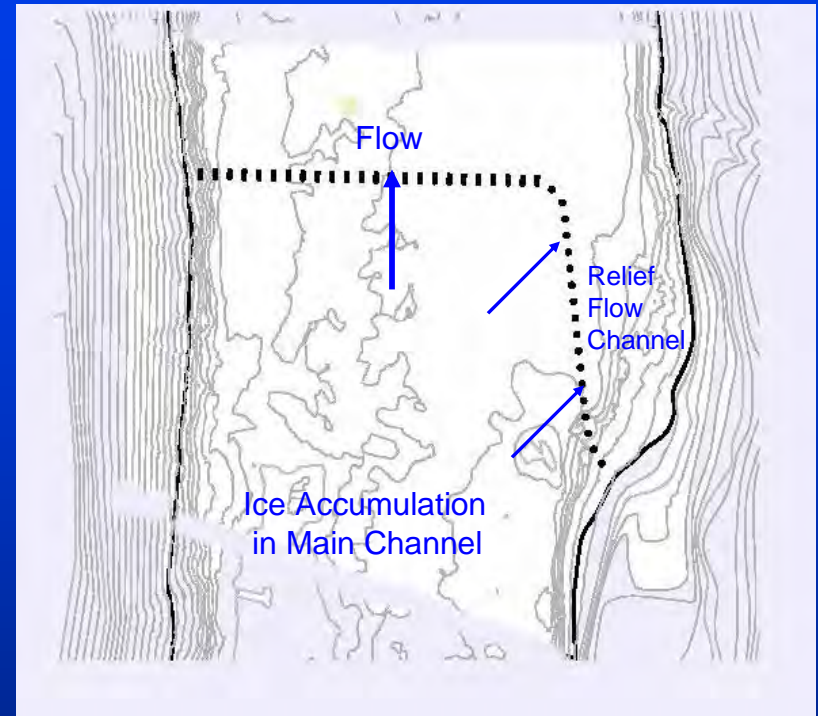 Flow
Relief
Flow
Channel
Ice Accumulation
in Main Channel